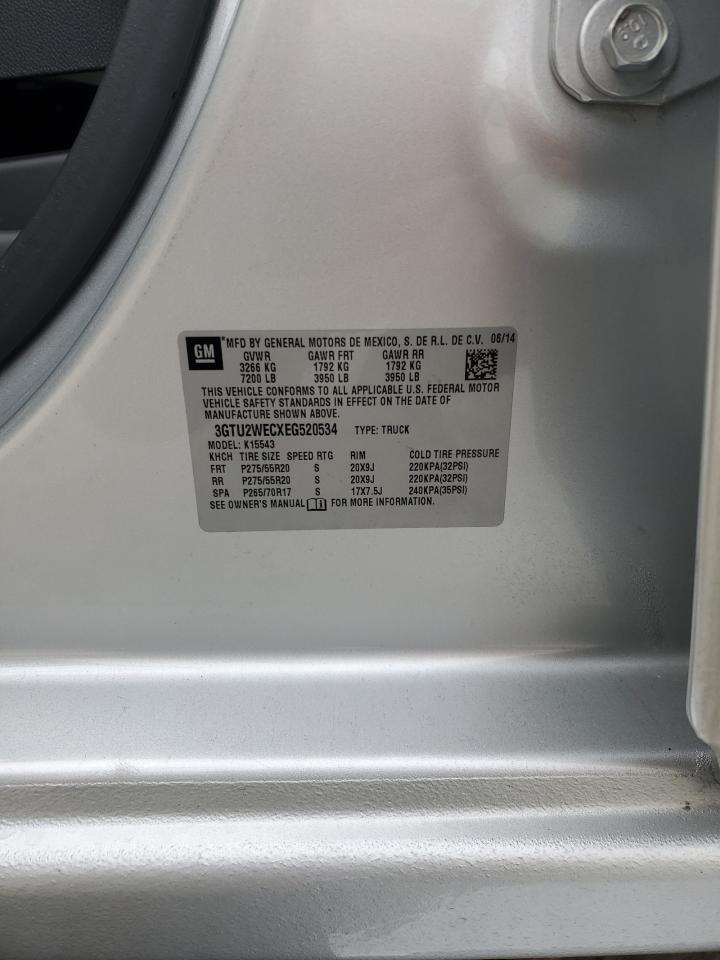 GM ®MFD BY GENERAL MOTORS DE MEXICO, S. DE R.L. DE C.V. 06/14
GVWR GAWR FRT GAWR RR
3266 KG 1792 KG 1792 KG
7200 LB 3950 LB 3950 LB
THIS VEHICLE CONFORMS TO ALL APPLICABLE U.S. FEDERAL MOTOR
VEHICLE SAFETY STANDARDS IN EFFECT ON THE DATE OF
MANUFACTURE SHOWN ABOVE.
3GTU2WECXEG520534 TYPE: TRUCK
MODEL: K15543
KHCH TIRE SIZE SPEED RTG RIM COLD TIRE PRESSURE
FRT P275/55R20 S 20X9J 220KPA(32PSI)
RR P275/55R20 S 20X9J 220KPA(32PSI)
SPA P265/70R17 S 17X7.5J 240KPA(35PSI)
SEE OWNER'S MANUAL FOR MORE INFORMATION.